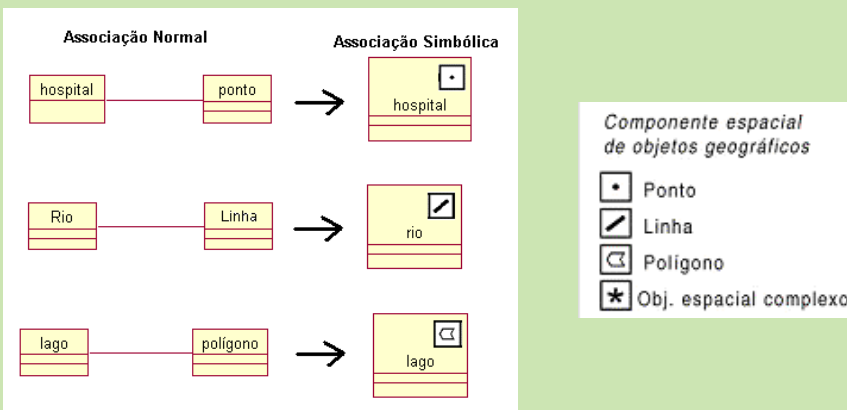 Associação Normal
Associação Simbólica
hospital
ponto
hospital
Rio
Linha
rio
lago
polígono
lago
Componente espacial
de objetos geográficos
Ponto
Linha
Polígono
Obj. espacial complexo